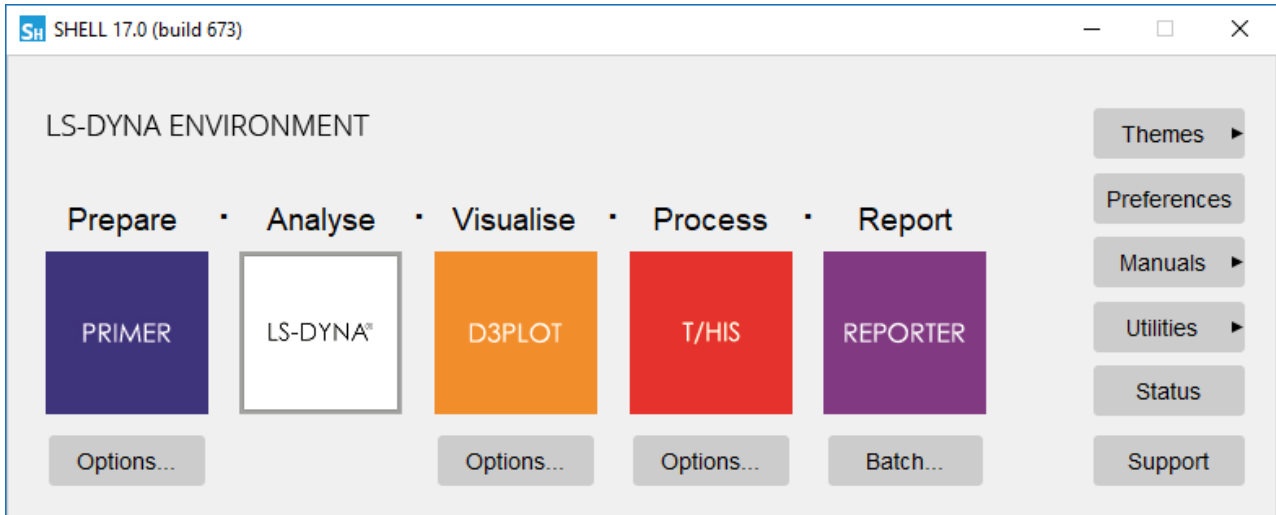 SH SHELL 17.0 (build 673)
LS-DYNA ENVIRONMENT
Themes
Preferences
Prepare · Analyse · Visualise · Process · Report
Manuals
PRIMER LS-DYNA® D3PLOT T/HIS REPORTER
Utilities
Status
Options... Options... Options... Batch... Support